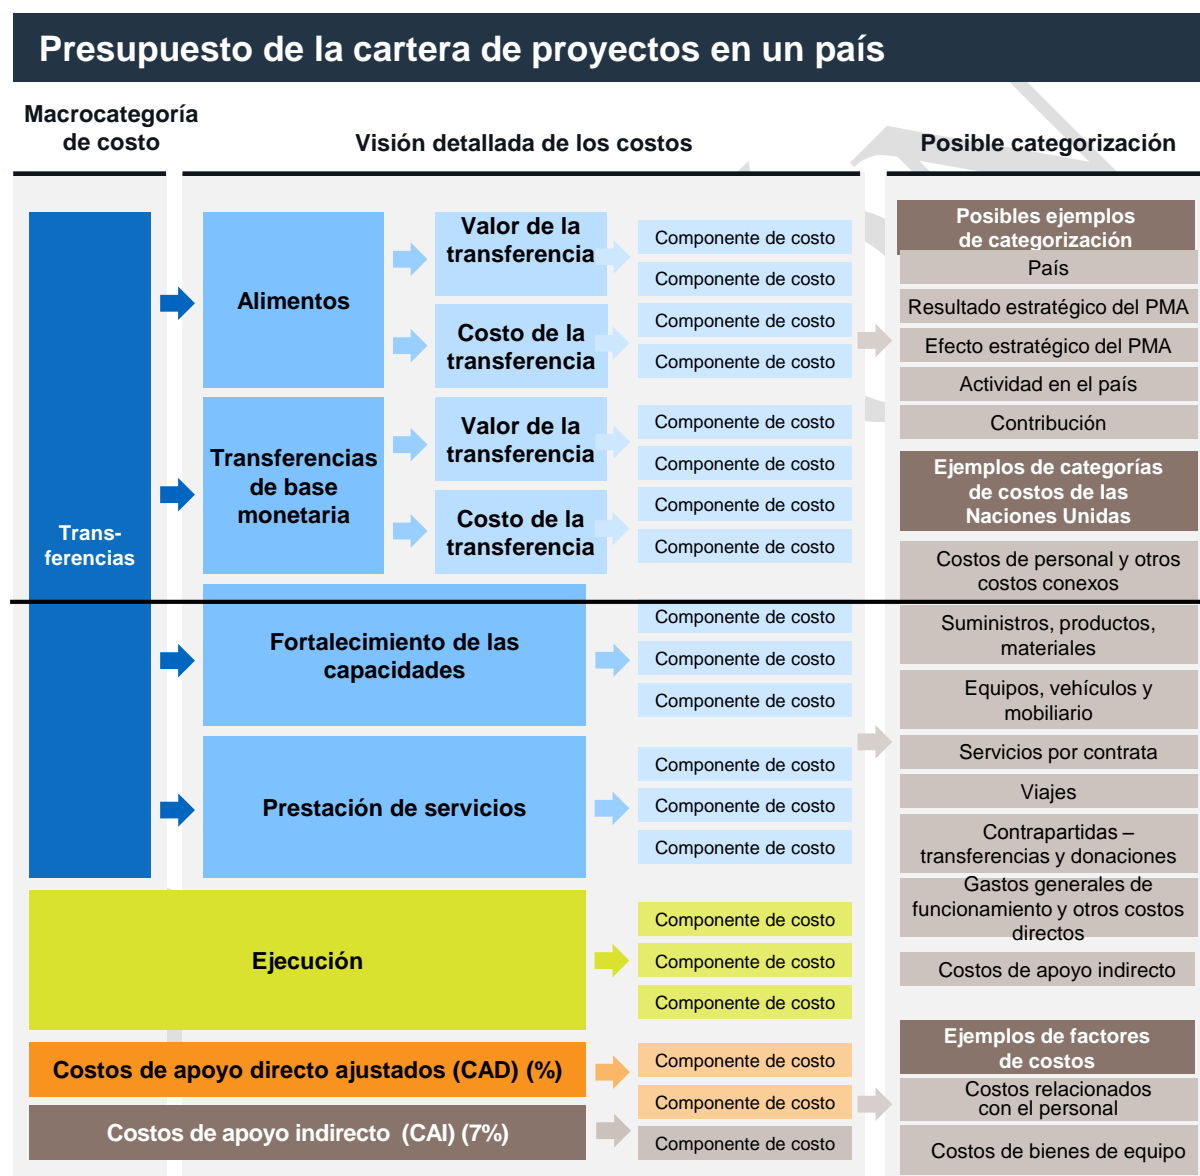 Presupuesto de la cartera de proyectos en un país
Macrocategoría
de costo
Visión detallada de los costos
Posible categorización
Trans-
ferencias
Alimentos
Valor de la
transferencia
Componente de costo
Componente de costo
Costo de la
transferencia
Componente de costo
Componente de costo
Transferencias
de base
monetaria
Valor de la
transferencia
Componente de costo
Componente de costo
Costo de la
transferencia
Componente de costo
Componente de costo
Fortalecimiento de las
capacidades
Componente de costo
Componente de costo
Componente de costo
Prestación de servicios
Componente de costo
Componente de costo
Componente de costo
Ejecución
Componente de costo
Componente de costo
Componente de costo
Costos de apoyo directo ajustados (CAD) (%)
Componente de costo
Componente de costo
Costos de apoyo indirecto (CAI) (7%)
Componente de costo
Posibles ejemplos
de categorización
País
Resultado estratégico del PMA
Efecto estratégico del PMA
Actividad en el país
Contribución
Ejemplos de categorías
de costos de las
Naciones Unidas
Costos de personal y otros
costos conexos
Suministros, productos,
materiales
Equipos, vehículos y
mobiliario
Servicios por contrata
Viajes
Contrapartidas –
transferencias y donaciones
Gastos generales de
funcionamiento y otros costos
directos
Costos de apoyo indirecto
Ejemplos de factores
de costos
Costos relacionados
con el personal
Costos de bienes de equipo